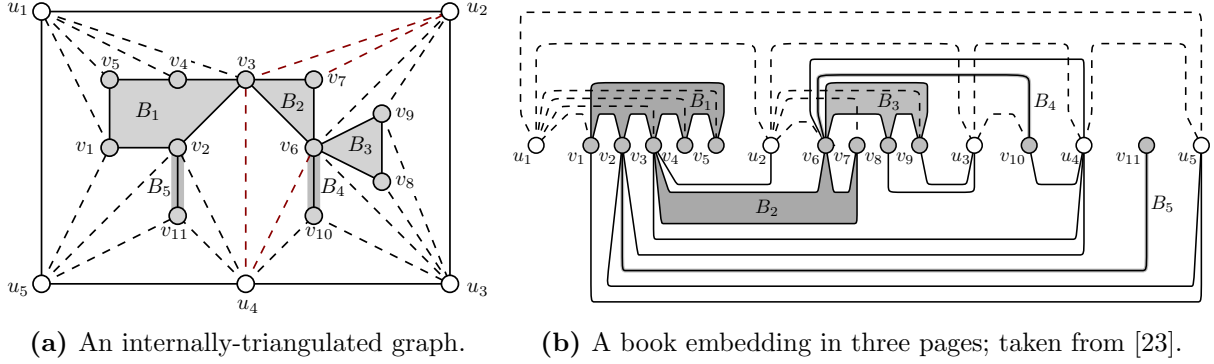 u1 u2
v5 v4 v3 v7
B1 B2 v9
v1 v2 v6 B3
B5 B4 v8
v11 v10
u5 u4 u3
(a) An internally-triangulated graph.
B1 B3 B4
u1 v1 v2 v3 v4 v5 u2 v6 v7 v8 v9 u3 v10 u4 v11 u5
B2 B5
(b) A book embedding in three pages; taken from [23].